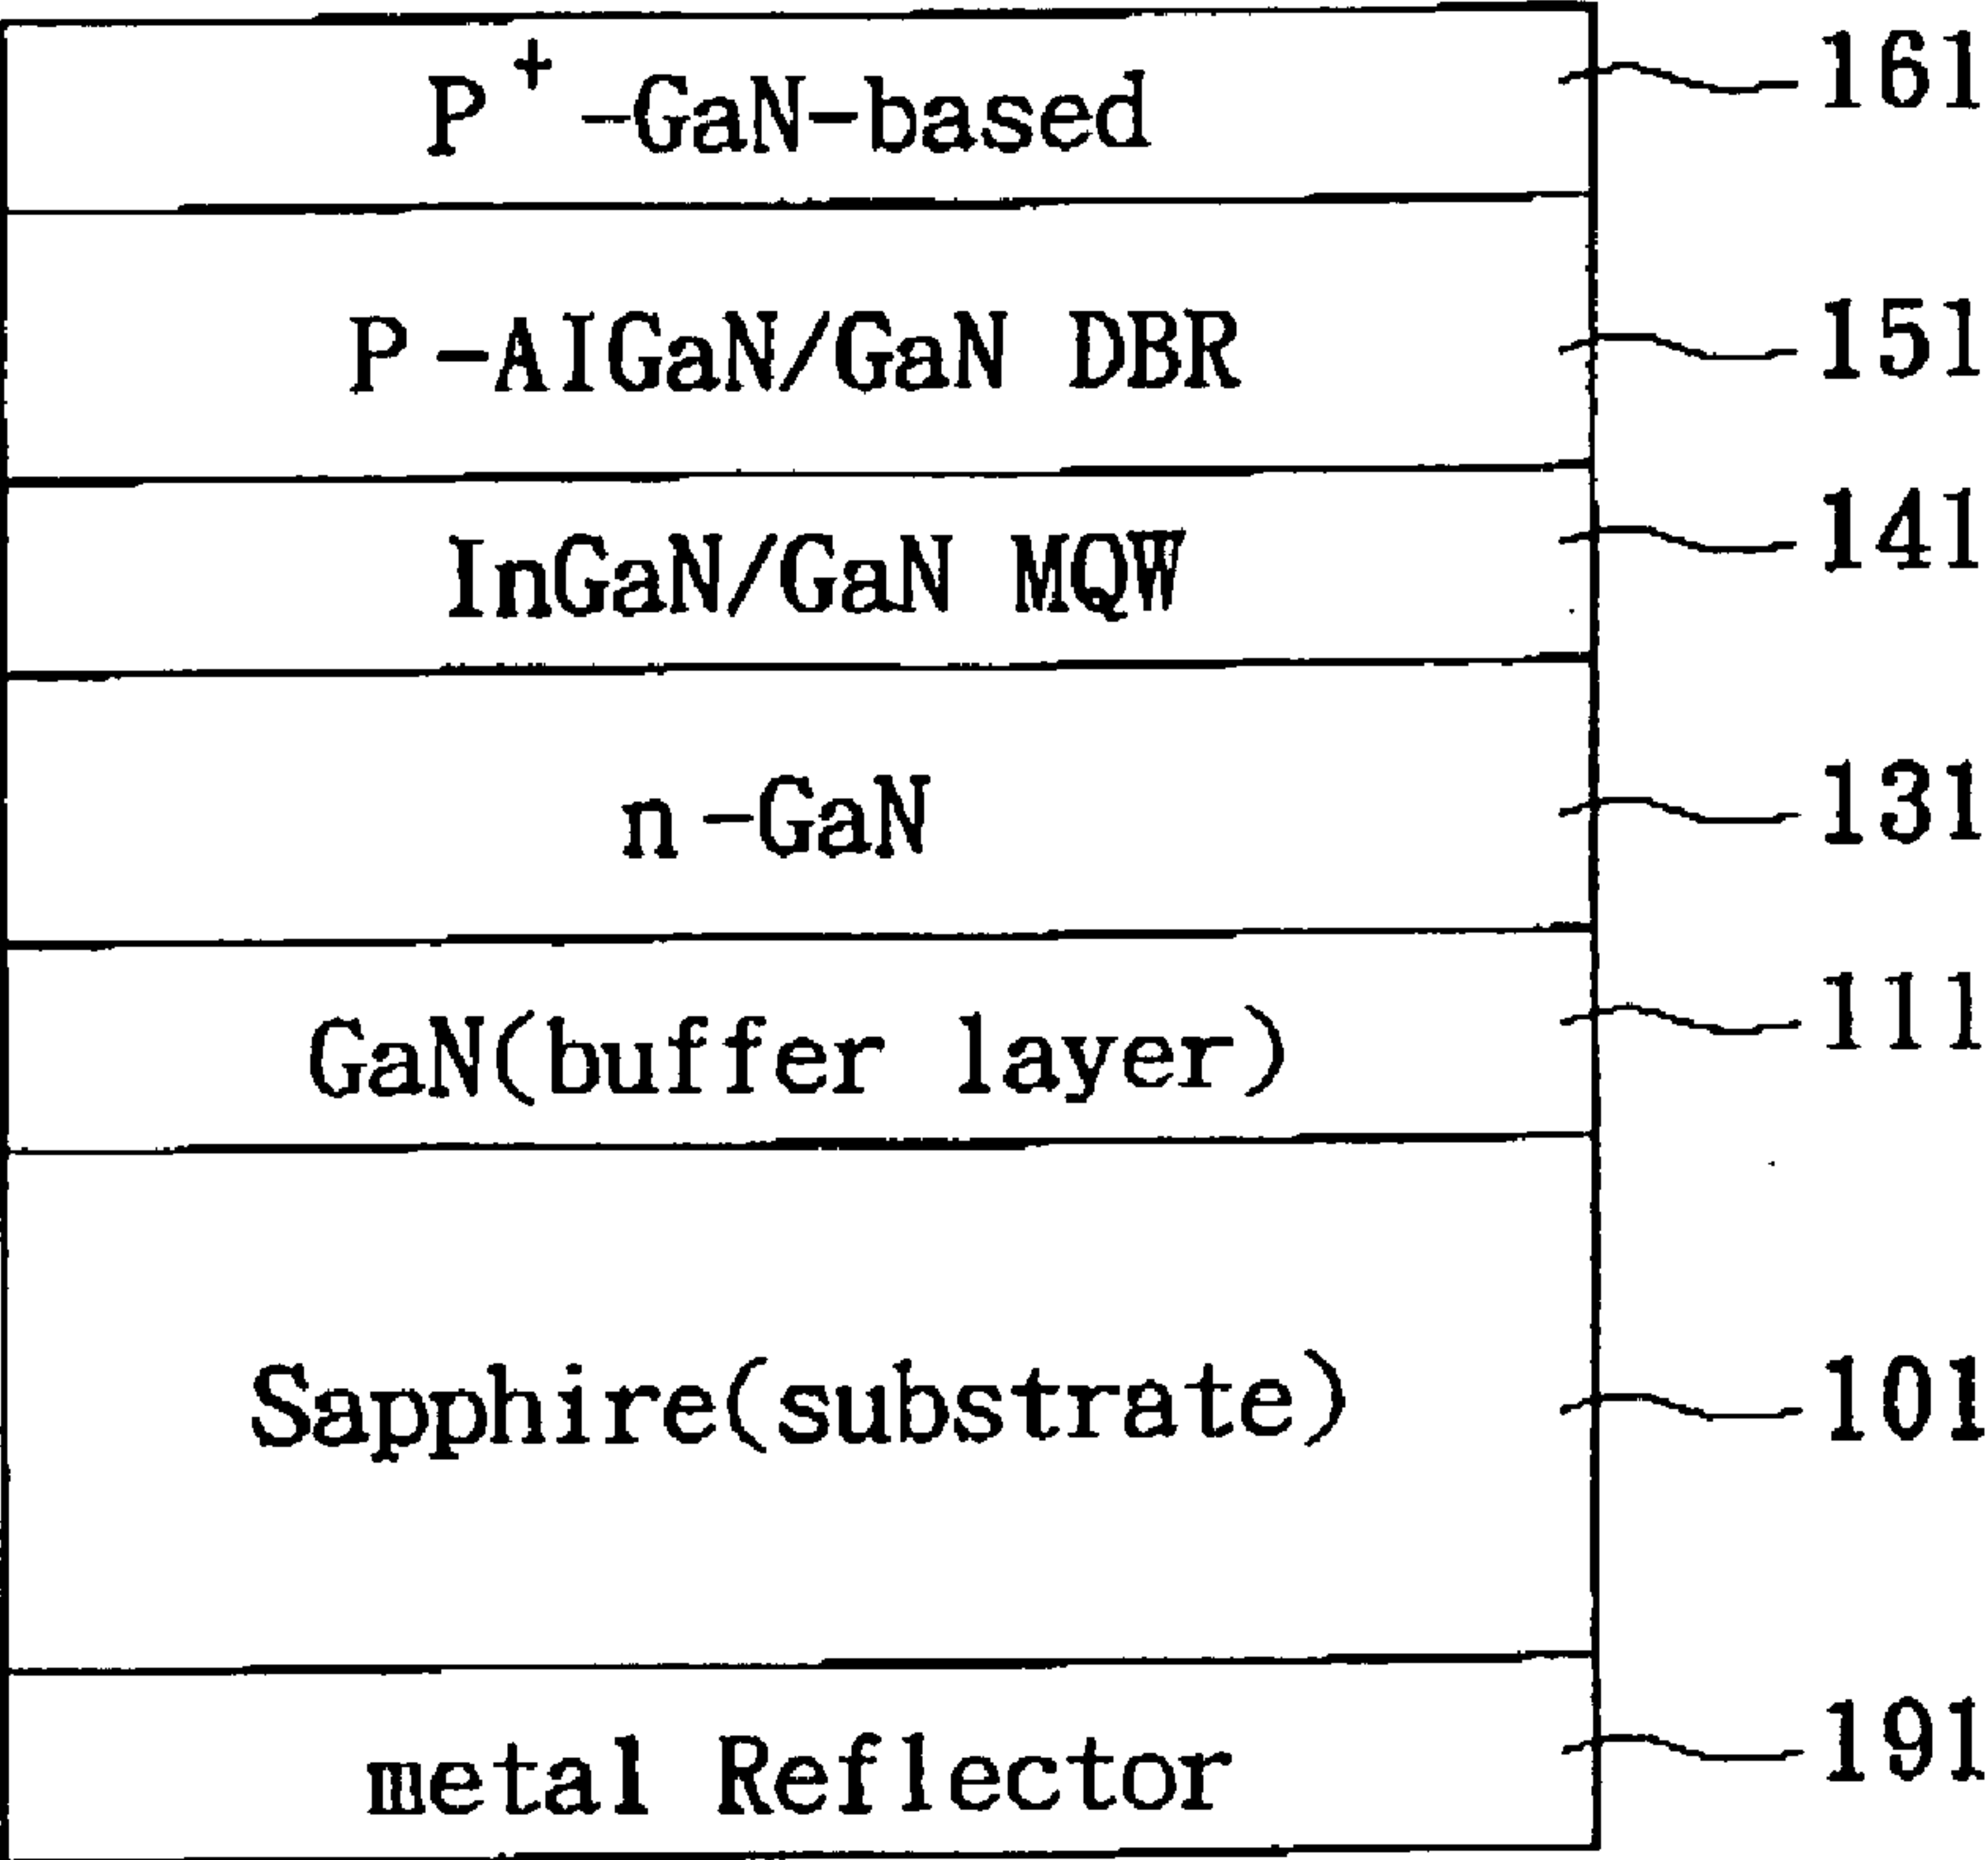 P⁺-GaN-based 161
P-AlGaN/GaN DBR 151
InGaN/GaN MQW 141
n-GaN 131
GaN(buffer layer) 111
Sapphire(substrate) 101
metal Reflector 191